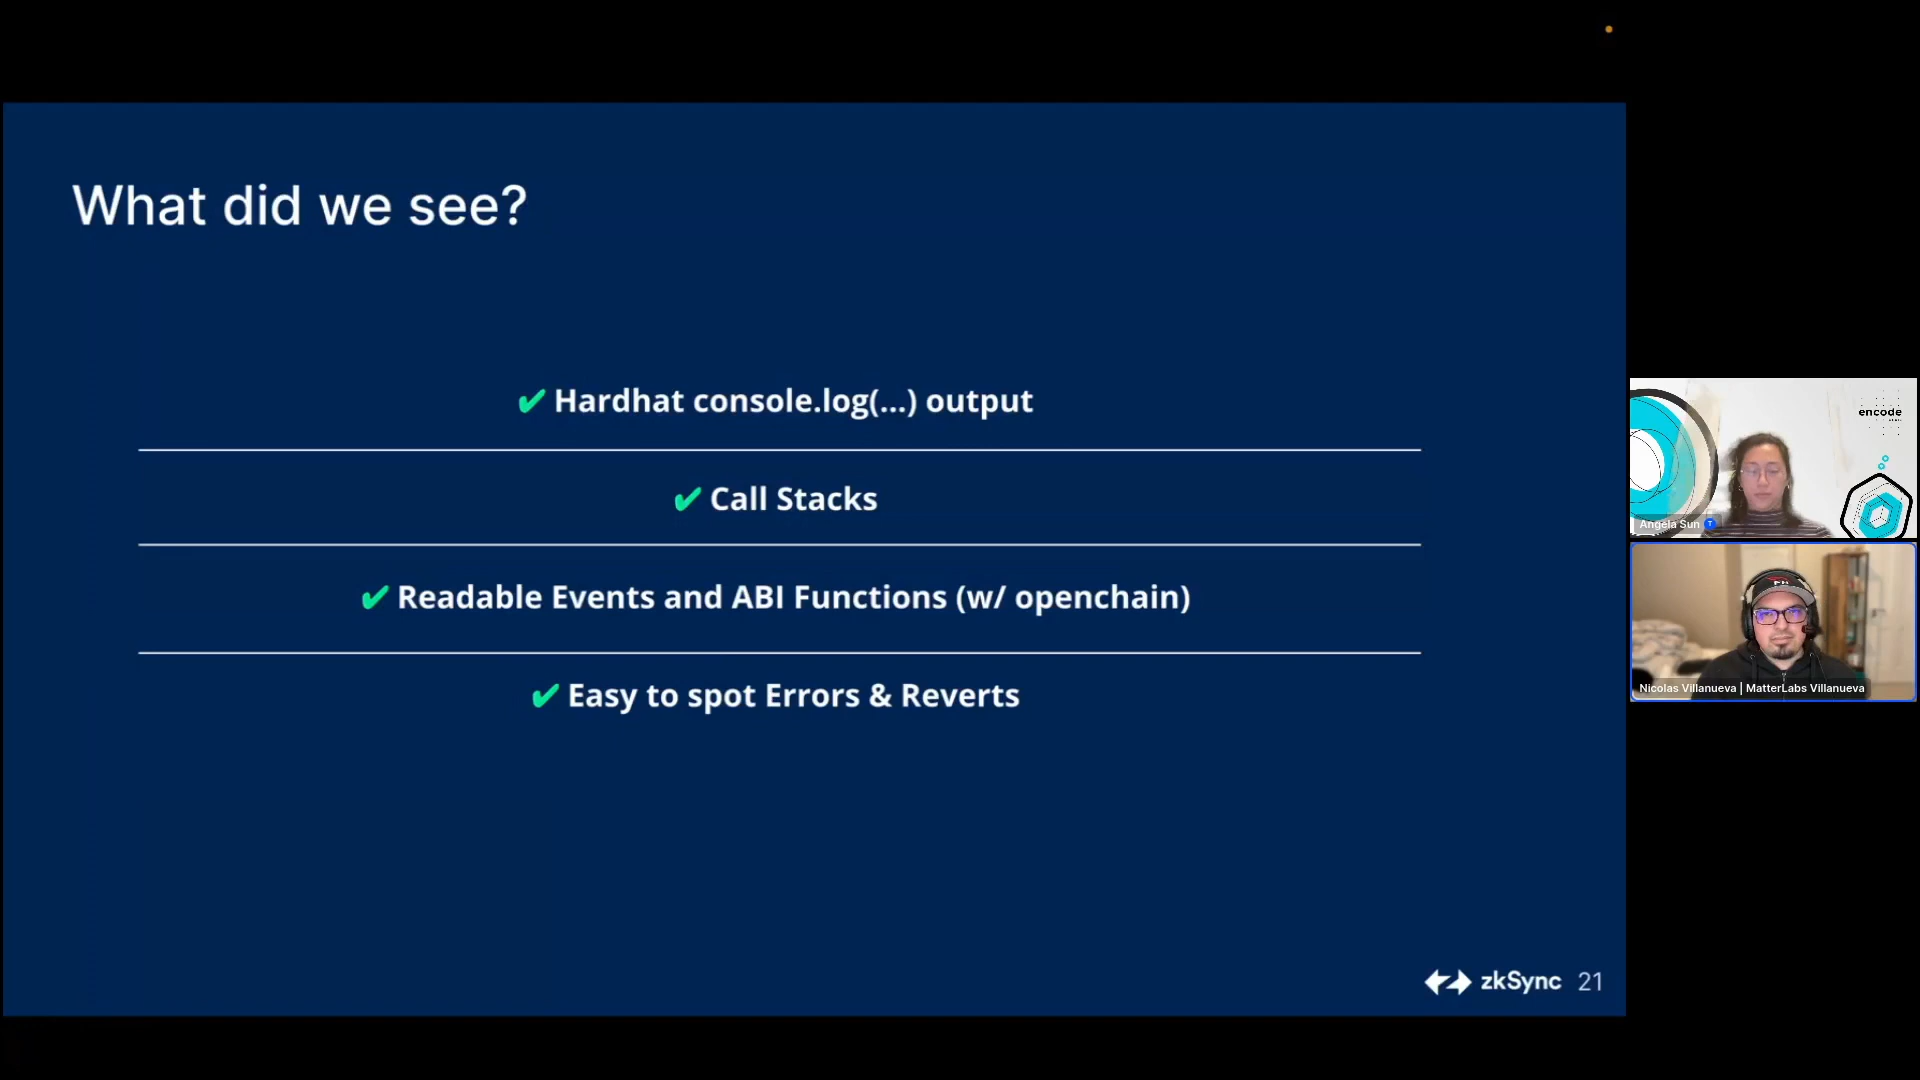 What did we see?
✔ Hardhat console.log(...) output
✔ Call Stacks
✔ Readable Events and ABI Functions (w/ openchain)
✔ Easy to spot Errors & Reverts
zkSync 21
encode
Angela Sun T
Nicolas Villanueva | MatterLabs Villanueva